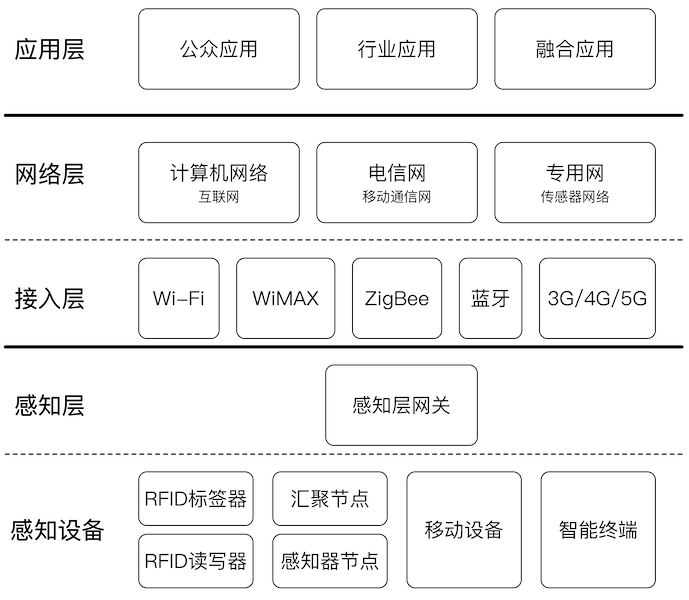 应用层
公众应用
行业应用
融合应用
网络层
计算机网络
互联网
电信网
移动通信网
专用网
传感器网络
接入层
Wi-Fi
WiMAX
ZigBee
蓝牙
3G/4G/5G
感知层
感知层网关
感知设备
RFID标签器
汇聚节点
RFID读写器
感知器节点
移动设备
智能终端